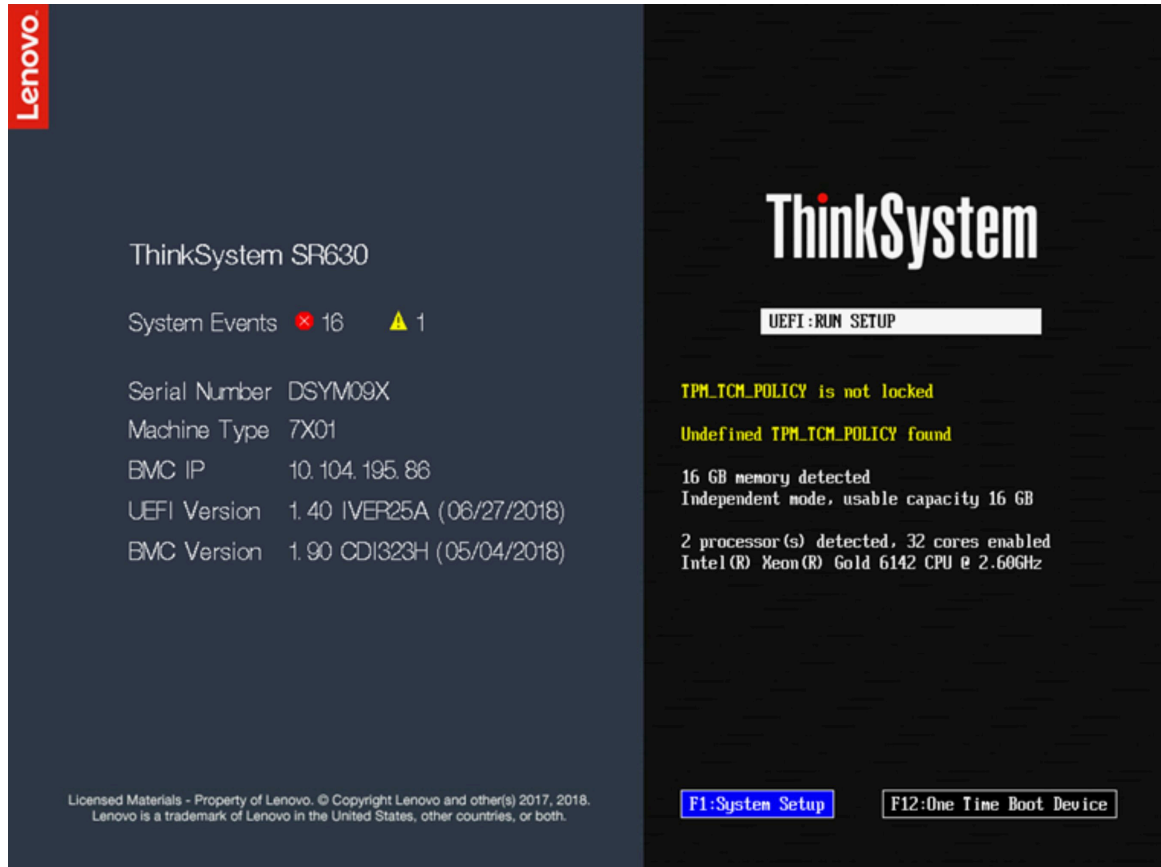 Lenovo.
ThinkSystem SR630
System Events 16 1
Serial Number DSYM09X
Machine Type 7X01
BMC IP 10.104.195.86
UEFI Version 1.40 IVER25A (06/27/2018)
BMC Version 1.90 CDI323H (05/04/2018)
Licensed Materials - Property of Lenovo. © Copyright Lenovo and other(s) 2017, 2018.
Lenovo is a trademark of Lenovo in the United States, other countries, or both.
ThinkSystem
UEFI:RUN SETUP
TPM_TCM_POLICY is not locked
Undefined TPM_TCM_POLICY found
16 GB memory detected
Independent mode, usable capacity 16 GB
2 processor(s) detected, 32 cores enabled
Intel(R) Xeon(R) Gold 6142 CPU @ 2.60GHz
F1:System Setup
F12:One Time Boot Device